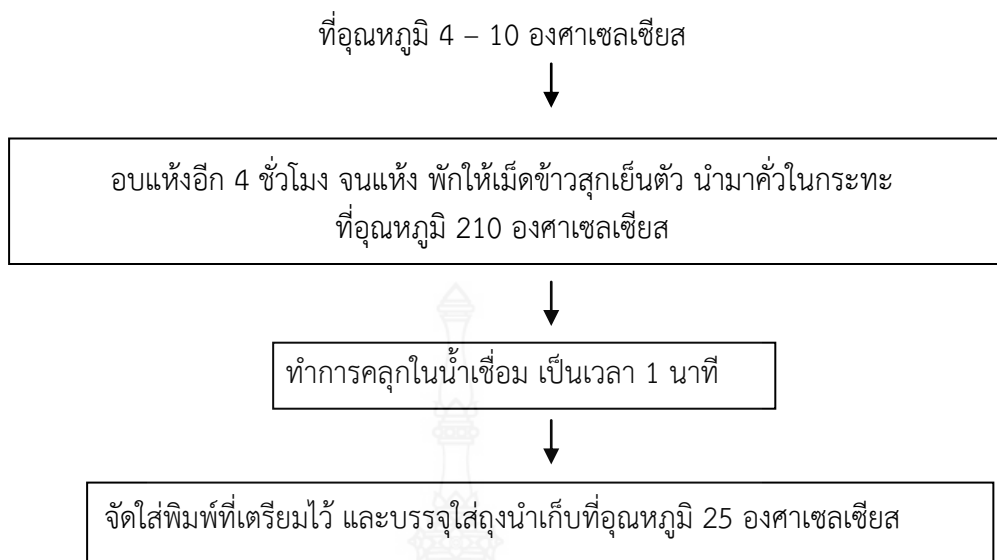 ที่อุณหภูมิ 4 – 10 องศาเซลเซียส
อบแห้งอีก 4 ชั่วโมง จนแห้ง พักให้เม็ดข้าวสุกเย็นตัว นำมาคั่วในกระทะ
ที่อุณหภูมิ 210 องศาเซลเซียส
ทำการคลุกในน้ำเชื่อม เป็นเวลา 1 นาที
จัดใส่พิมพ์ที่เตรียมไว้ และบรรจุใส่ถุงนำเก็บที่อุณหภูมิ 25 องศาเซลเซียส